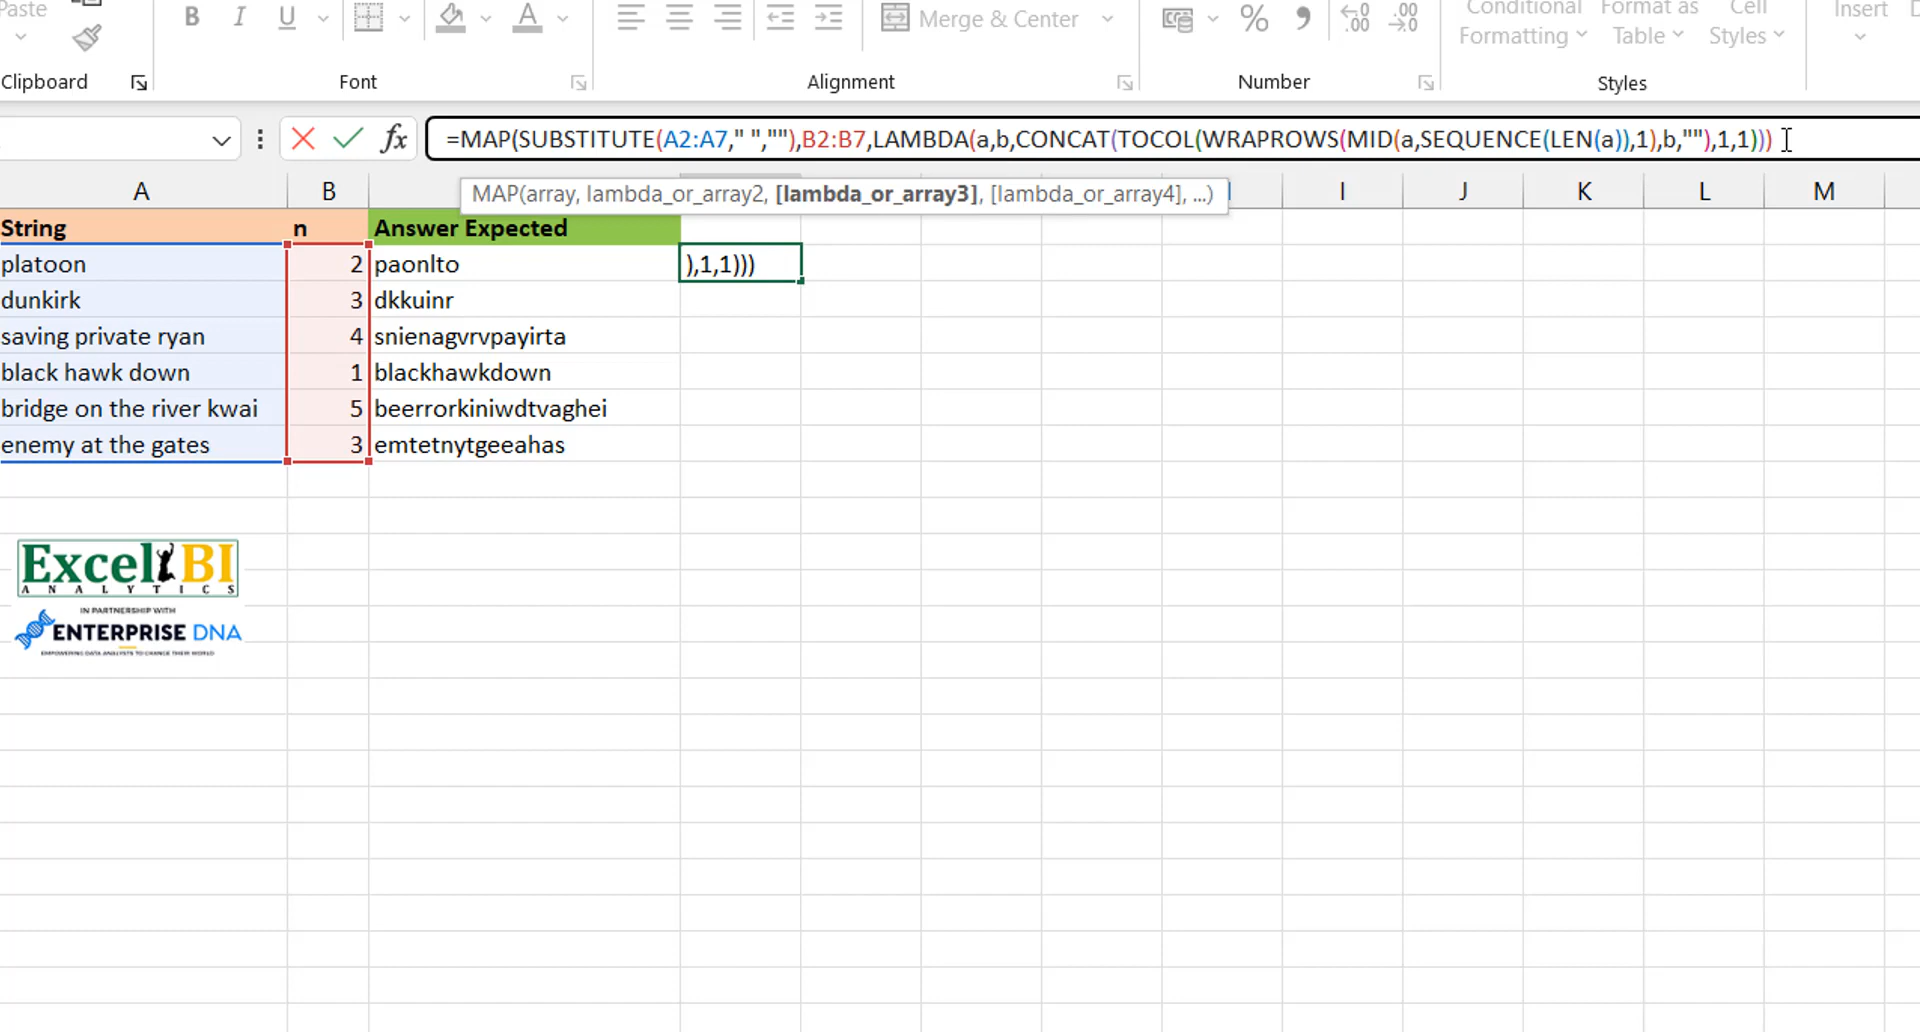 Paste
B I U A
Merge & Center
% 9 .00 .00
Conditional Formatting
Format as Table
Cell Styles
Insert
Clipboard Font Alignment Number Styles
fx =MAP(SUBSTITUTE(A2:A7," ",""),B2:B7,LAMBDA(a,b,CONCAT(TOCOL(WRAPROWS(MID(a,SEQUENCE(LEN(a)),1),b,""),1,1)))
MAP(array, lambda_or_array2, [lambda_or_array3], [lambda_or_array4], ...)
A B I J K L M
String n Answer Expected
platoon 2 paonlto ),1,1)))
dunkirk 3 dkkuinr
saving private ryan 4 snienagvrvpayirta
black hawk down 1 blackhawkdown
bridge on the river kwai 5 beerrorkiniwdtvaghei
enemy at the gates 3 emtetnytgeeahas
Excel BI
ANALYTICS
IN PARTNERSHIP WITH
ENTERPRISE DNA
EMPOWERING DATA ANALYSTS TO CHANGE THEIR WORLD